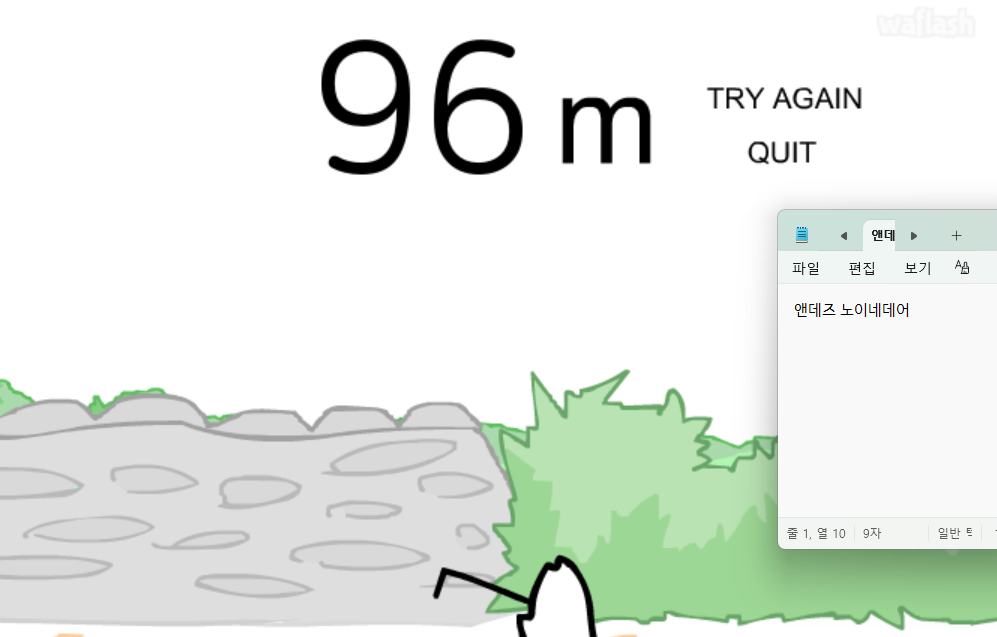 waflash
96 m
TRY AGAIN
QUIT
앤데
파일 편집 보기
앤데즈 노이네데어
줄 1, 열 10 9자 일반